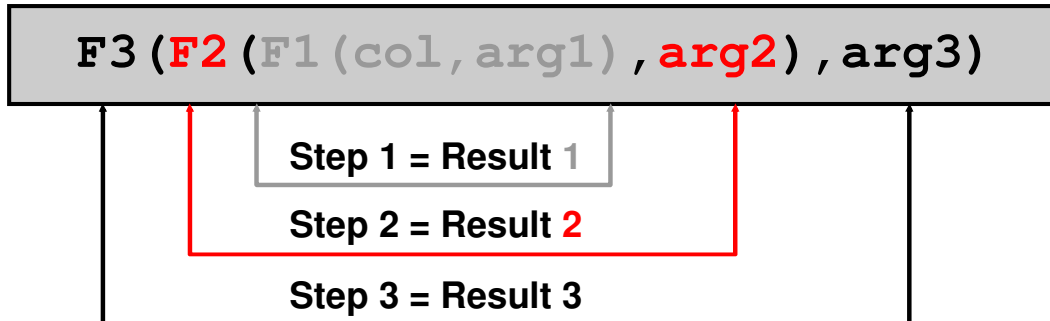 F3(F2(F1(col,arg1),arg2),arg3)
Step 1 = Result 1
Step 2 = Result 2
Step 3 = Result 3